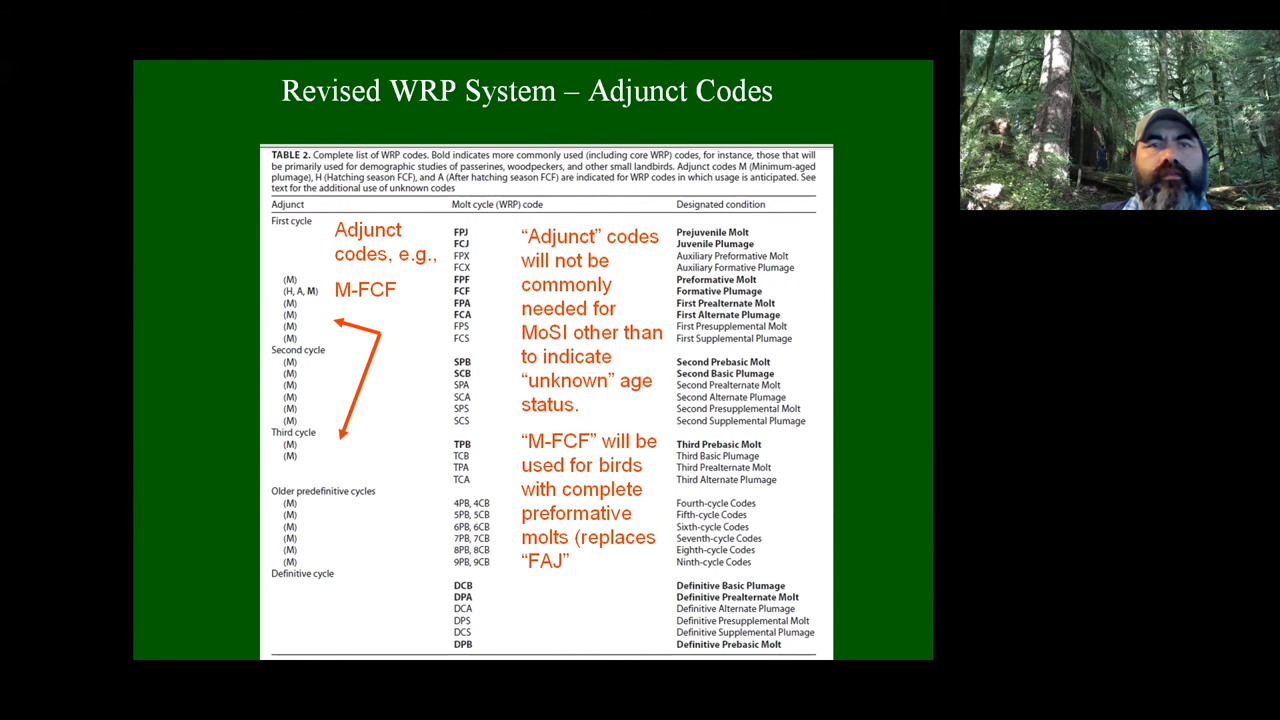 Revised WRP System – Adjunct Codes
TABLE 2. Complete list of WRP codes. Bold indicates more commonly used (including core WRP) codes, for instance, those that will
be primarily used for demographic studies of passerines, woodpeckers, and other small landbirds. Adjunct codes M (Minimum-aged
plumage), H (Hatching season FCF), and A (After hatching season FCF) are indicated for WRP codes in which usage is anticipated. See
text for the additional use of unknown codes
Adjunct Molt cycle (WRP) code Designated condition
First cycle
FPJ Prejuvenile Molt
FCJ Juvenile Plumage
FPX Auxiliary Preformative Molt
FCX Auxiliary Formative Plumage
(M) FPF Preformative Molt
(H, A, M) FCF Formative Plumage
(M) FPA First Prealternate Molt
(M) FCA First Alternate Plumage
(M) FPS First Presupplemental Molt
(M) FCS First Supplemental Plumage
Second cycle
(M) SPB Second Prebasic Molt
(M) SCB Second Basic Plumage
(M) SPA Second Prealternate Molt
(M) SCA Second Alternate Plumage
(M) SPS Second Presupplemental Molt
(M) SCS Second Supplemental Plumage
Third cycle
(M) TPB Third Prebasic Molt
(M) TCB Third Basic Plumage
TPA Third Prealternate Molt
TCA Third Alternate Plumage
Older predefinitive cycles
(M) 4PB, 4CB Fourth-cycle Codes
(M) 5PB, 5CB Fifth-cycle Codes
(M) 6PB, 6CB Sixth-cycle Codes
(M) 7PB, 7CB Seventh-cycle Codes
(M) 8PB, 8CB Eighth-cycle Codes
(M) 9PB, 9CB Ninth-cycle Codes
Definitive cycle
DCB Definitive Basic Plumage
DPA Definitive Prealternate Molt
DCA Definitive Alternate Plumage
DPS Definitive Presupplemental Molt
DCS Definitive Supplemental Plumage
DPB Definitive Prebasic Molt
Adjunct
codes, e.g.,
M-FCF
“Adjunct” codes
will not be
commonly
needed for
MoSI other than
to indicate
“unknown” age
status.
“M-FCF” will be
used for birds
with complete
preformative
molts (replaces
“FAJ”